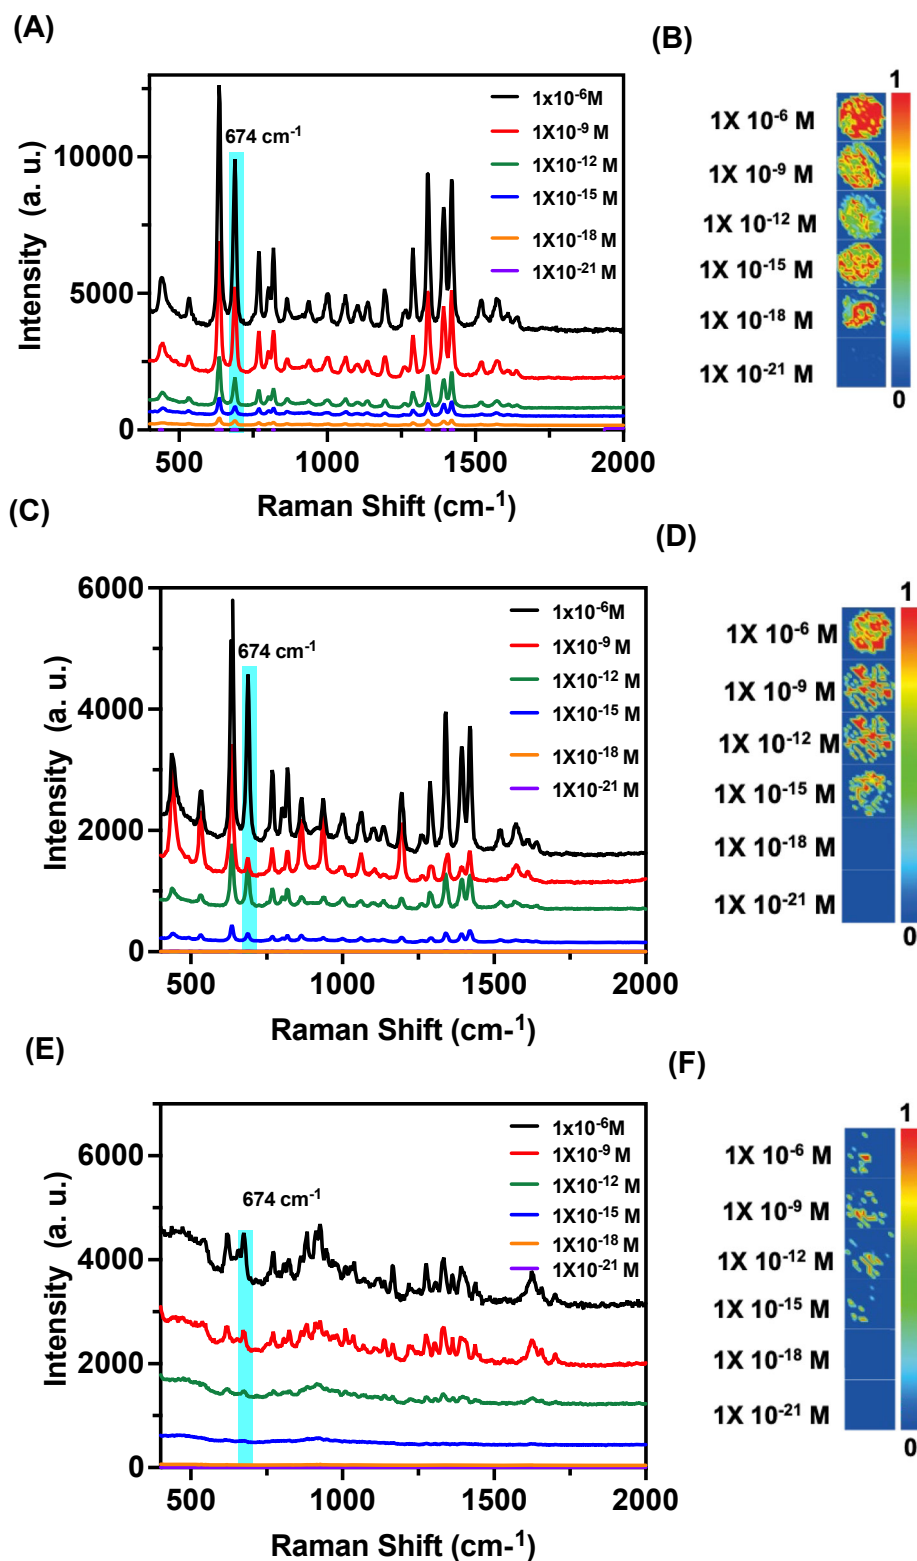 (A)
(B)
Intensity (a. u.)
10000
5000
0
674 cm-1
1x10-6M
1X10-9 M
1X10-12 M
1X10-15 M
1X10-18 M
1X10-21 M
500
1000
1500
2000
Raman Shift (cm-1)
1
1X 10-6 M
1X 10-9 M
1X 10-12 M
1X 10-15 M
1X 10-18 M
1X 10-21 M
0
(C)
(D)
Intensity (a. u.)
6000
4000
2000
0
674 cm-1
1x10-6M
1X10-9 M
1X10-12 M
1X10-15 M
1X10-18 M
1X10-21 M
500
1000
1500
2000
Raman Shift (cm-1)
1
1X 10-6 M
1X 10-9 M
1X 10-12 M
1X 10-15 M
1X 10-18 M
1X 10-21 M
0
(E)
(F)
Intensity (a. u.)
6000
4000
2000
0
674 cm-1
1x10-6M
1X10-9 M
1X10-12 M
1X10-15 M
1X10-18 M
1X10-21 M
500
1000
1500
2000
Raman Shift (cm-1)
1
1X 10-6 M
1X 10-9 M
1X 10-12 M
1X 10-15 M
1X 10-18 M
1X 10-21 M
0